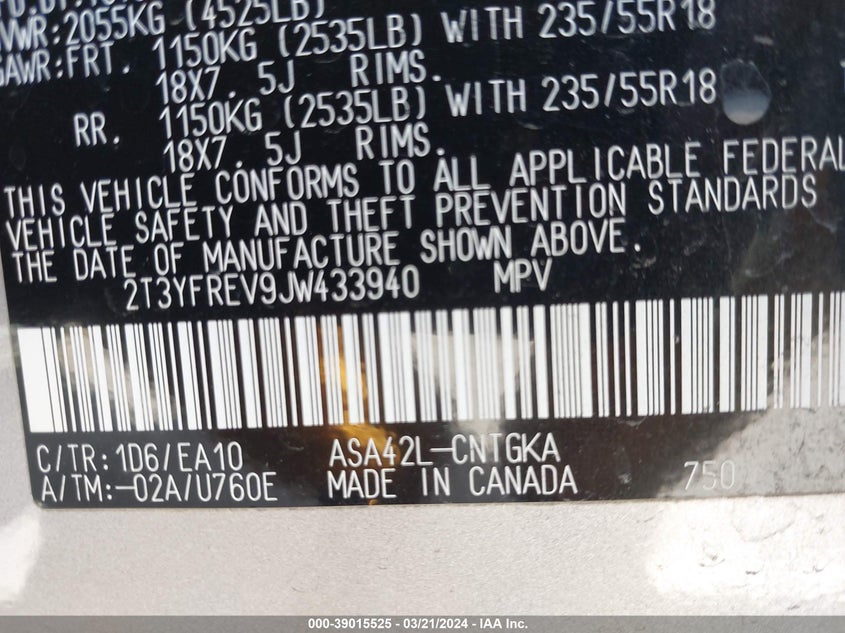 2055KG (4525LB)
FRT. 1150KG (2535LB) WITH 235/55R18
18X7. 5J RIMS.
RR. 1150KG (2535LB) WITH 235/55R18
18X7. 5J RIMS.
THIS VEHICLE CONFORMS TO ALL APPLICABLE FEDERAL
VEHICLE SAFETY AND THEFT PREVENTION STANDARDS
THE DATE OF MANUFACTURE SHOWN ABOVE.
2T3YFREV9JW433940 MPV
C/TR:1D6/EA10 ASA42L-CNTGKA
A/TM:-02A/U760E MADE IN CANADA 750
000-39015525 - 03/21/2024 - IAA Inc.